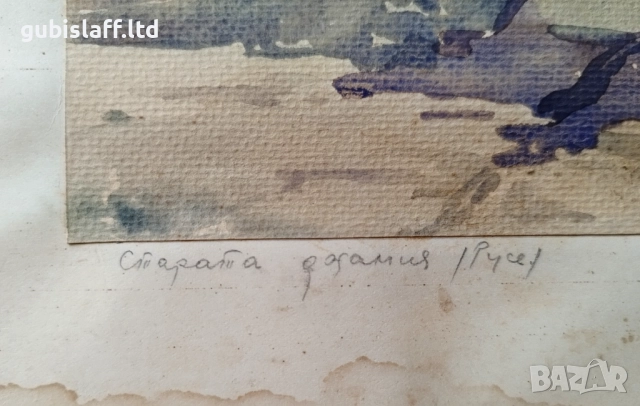 gubislaff.ltd
Старата джамия /Русе/
BAZAR